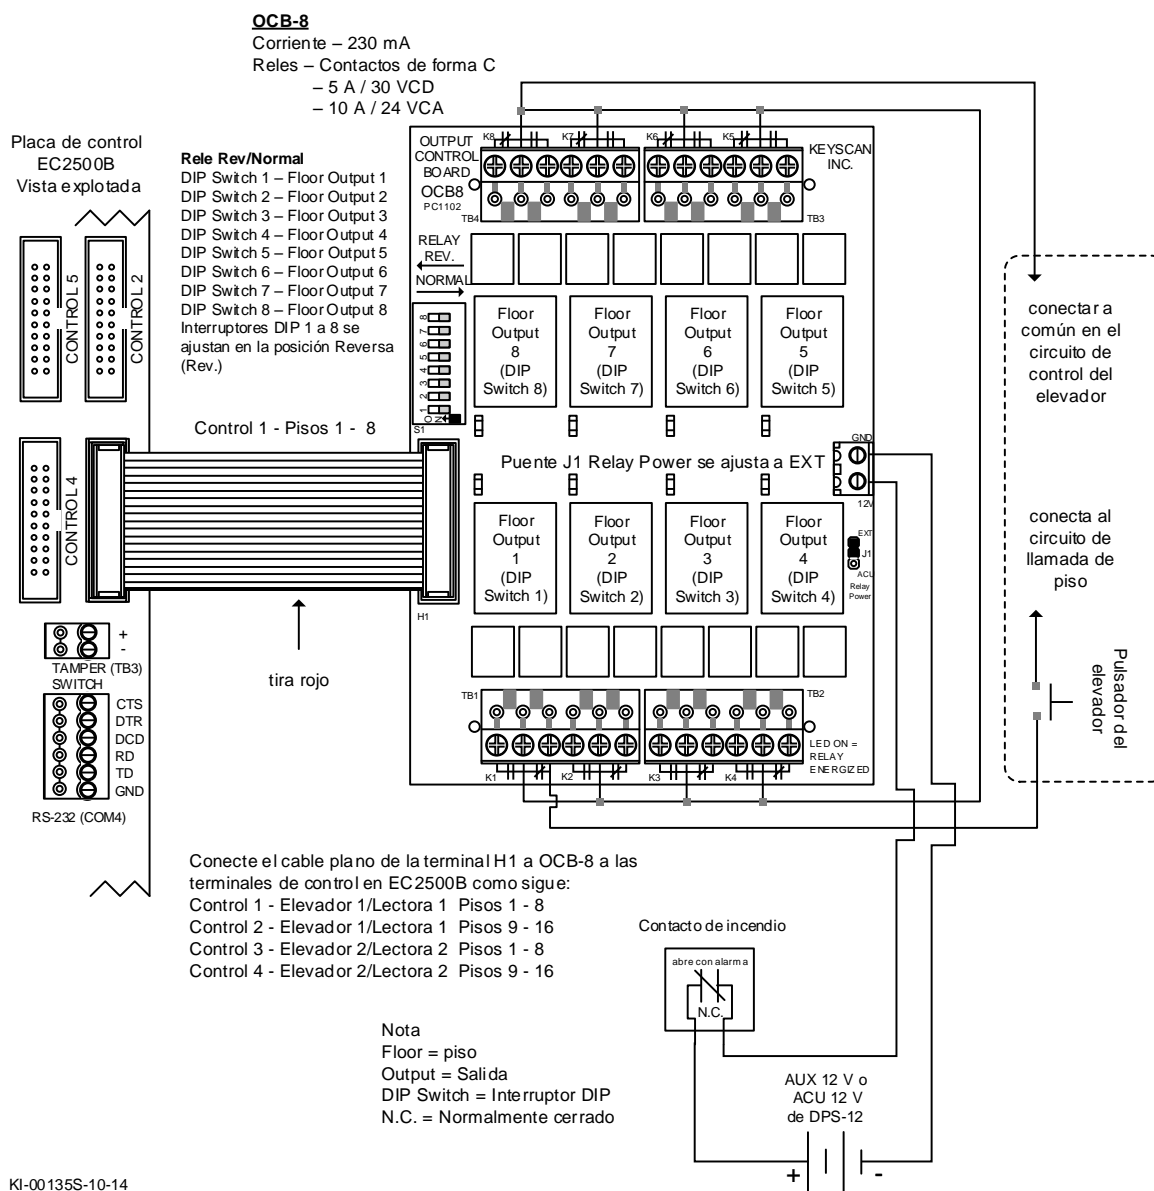 OCB-8
Corriente – 230 mA
Reles – Contactos de forma C
– 5 A / 30 VCD
– 10 A / 24 VCA
Placa de control
EC2500B
Vista explotada
Rele Rev/Normal
DIP Switch 1 – Floor Output 1
DIP Switch 2 – Floor Output 2
DIP Switch 3 – Floor Output 3
DIP Switch 4 – Floor Output 4
DIP Switch 5 – Floor Output 5
DIP Switch 6 – Floor Output 6
DIP Switch 7 – Floor Output 7
DIP Switch 8 – Floor Output 8
Interruptores DIP 1 a 8 se
ajustan en la posición Reversa
(Rev.)
CONTROL 5
CONTROL 2
OUTPUT
CONTROL
BOARD
OCB8
PC1102
K8
K7
K6
K5
KEYSCAN
INC.
TB4
TB3
RELAY
REV.
NORMAL
8
7
6
5
4
3
2
1
ON
S1
Floor
Output
8
(DIP
Switch 8)
Floor
Output
7
(DIP
Switch 7)
Floor
Output
6
(DIP
Switch 6)
Floor
Output
5
(DIP
Switch 5)
conectar a
común en el
circuito de
control del
elevador
Control 1 - Pisos 1 - 8
Puente J1 Relay Power se ajusta a EXT
GND
12V
CONTROL 4
H1
Floor
Output
1
(DIP
Switch 1)
Floor
Output
2
(DIP
Switch 2)
Floor
Output
3
(DIP
Switch 3)
Floor
Output
4
(DIP
Switch 4)
EXT
J1
ACU
Relay
Power
conecta al
circuito de
llamada de
piso
Pulsador del
elevador
tira rojo
+
-
TAMPER (TB3)
SWITCH
CTS
DTR
DCD
RD
TD
GND
RS-232 (COM4)
TB1
TB2
K1
K2
K3
K4
LED ON =
RELAY
ENERGIZED
Conecte el cable plano de la terminal H1 a OCB-8 a las
terminales de control en EC2500B como sigue:
Control 1 - Elevador 1/Lectora 1 Pisos 1 - 8
Control 2 - Elevador 1/Lectora 1 Pisos 9 - 16
Control 3 - Elevador 2/Lectora 2 Pisos 1 - 8
Control 4 - Elevador 2/Lectora 2 Pisos 9 - 16
Contacto de incendio
abre con alarma
N.C.
Nota
Floor = piso
Output = Salida
DIP Switch = Interruptor DIP
N.C. = Normalmente cerrado
AUX 12 V o
ACU 12 V
de DPS-12
+
-
KI-00135S-10-14